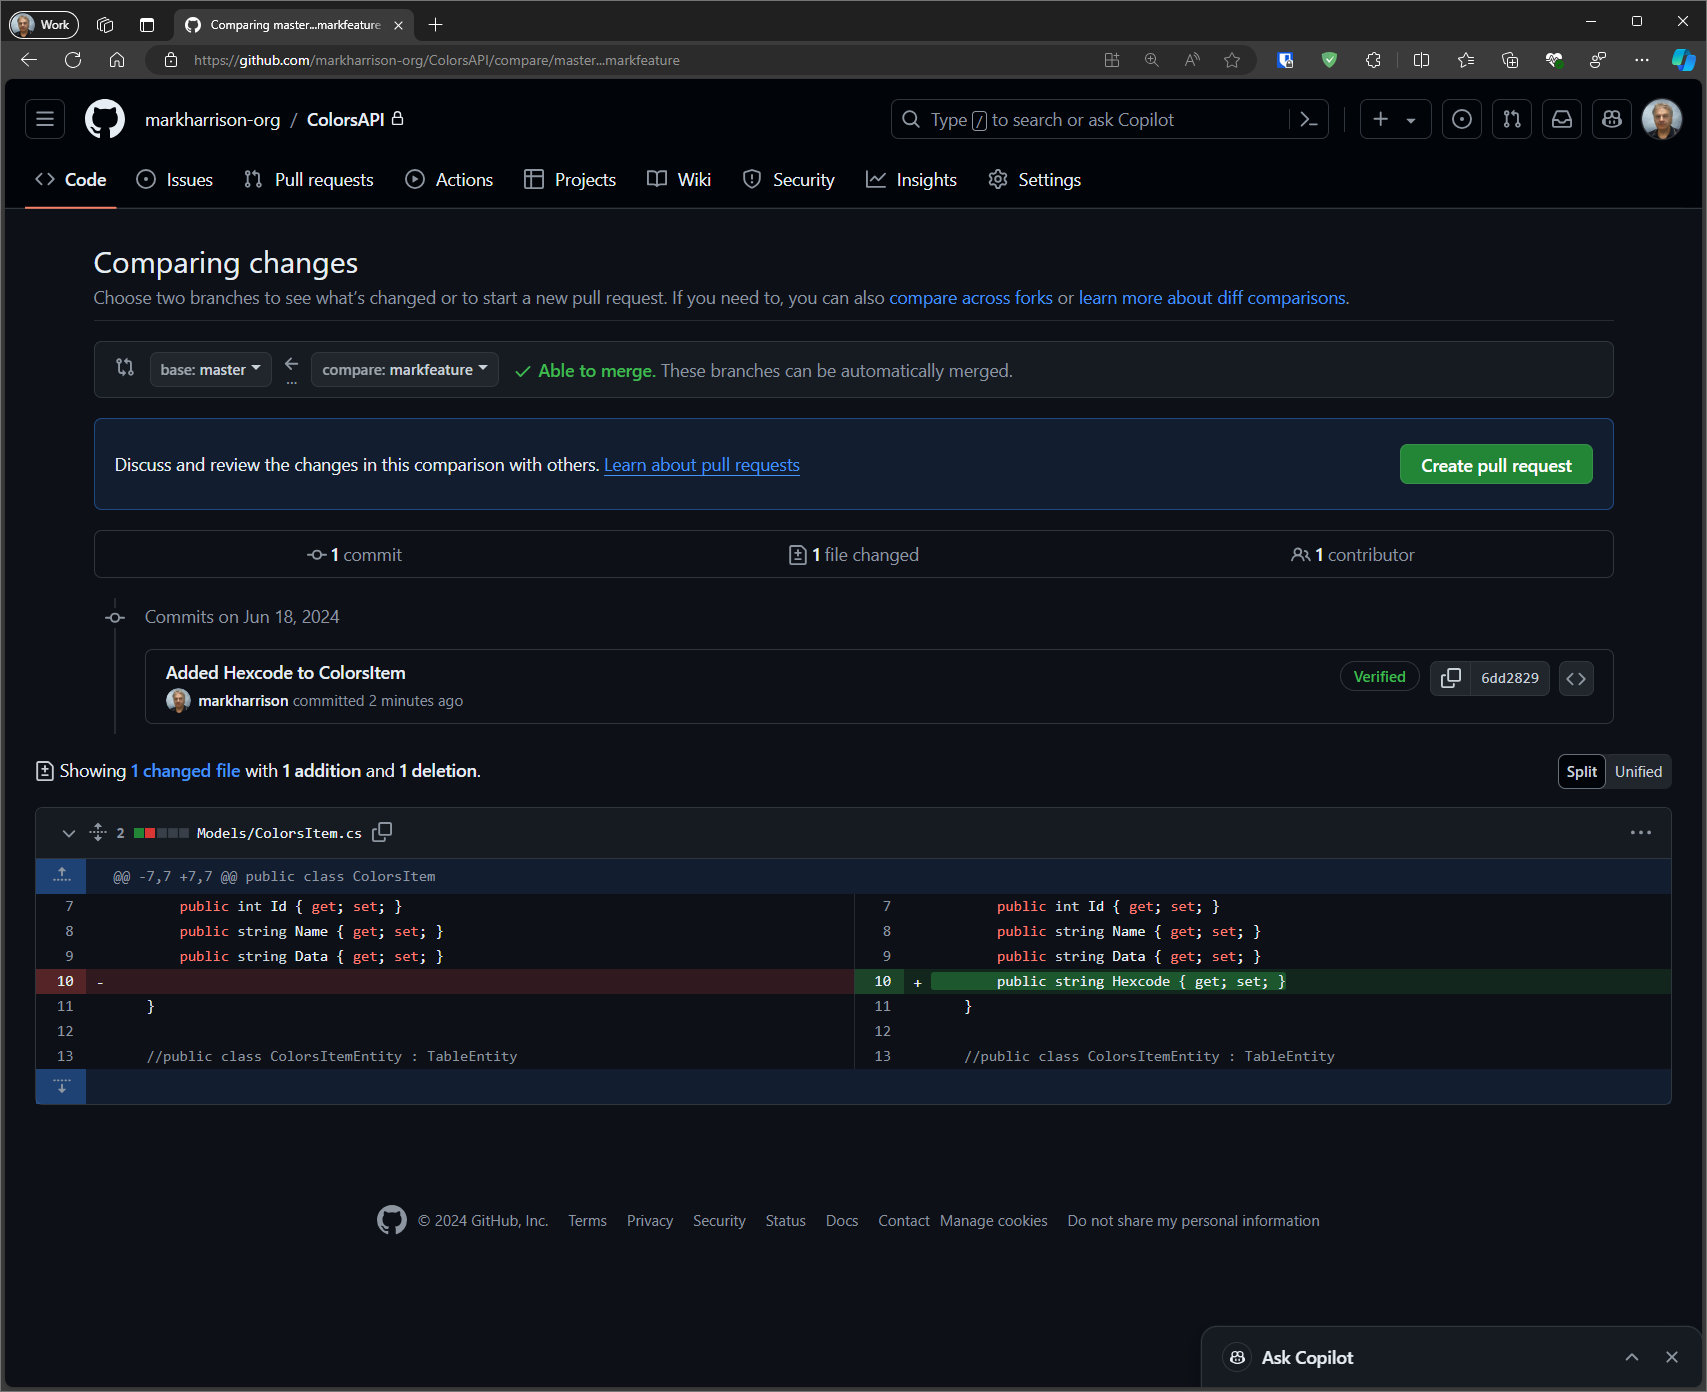 Work
Comparing master...markfeature
https://github.com/markharrison-org/ColorsAPI/compare/master...markfeature
markharrison-org / ColorsAPI
Type / to search or ask Copilot
Code Issues Pull requests Actions Projects Wiki Security Insights Settings
Comparing changes
Choose two branches to see what's changed or to start a new pull request. If you need to, you can also compare across forks or learn more about diff comparisons.
base: master ... compare: markfeature Able to merge. These branches can be automatically merged.
Discuss and review the changes in this comparison with others. Learn about pull requests
Create pull request
1 commit 1 file changed 1 contributor
Commits on Jun 18, 2024
Added Hexcode to ColorsItem
markharrison committed 2 minutes ago
Verified 6dd2829
Showing 1 changed file with 1 addition and 1 deletion.
Split Unified
2 Models/ColorsItem.cs
@@ -7,7 +7,7 @@ public class ColorsItem
7 public int Id { get; set; } 7 public int Id { get; set; }
8 public string Name { get; set; } 8 public string Name { get; set; }
9 public string Data { get; set; } 9 public string Data { get; set; }
10 - 10 + public string Hexcode { get; set; }
11 } 11 }
12 12
13 //public class ColorsItemEntity : TableEntity 13 //public class ColorsItemEntity : TableEntity
© 2024 GitHub, Inc. Terms Privacy Security Status Docs Contact Manage cookies Do not share my personal information
Ask Copilot